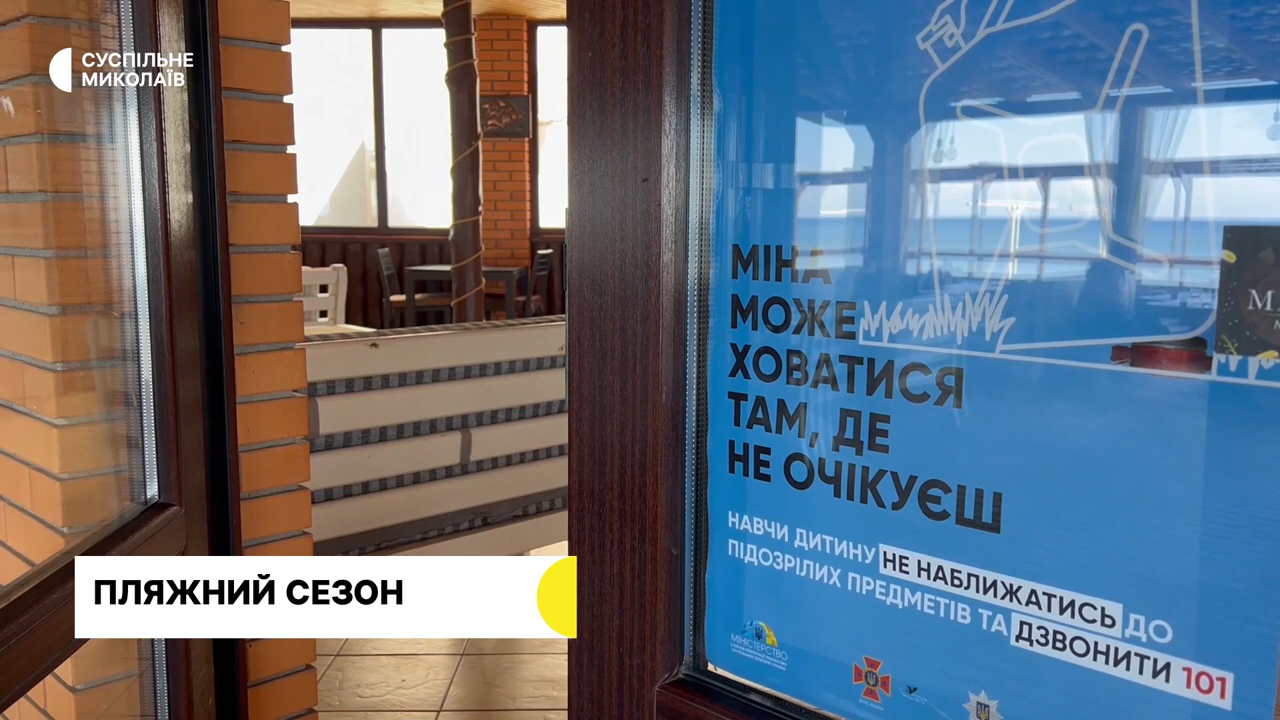 СУСПІЛЬНЕ
МИКОЛАЇВ
МІНА
МОЖЕ
ХОВАТИСЯ
ТАМ, ДЕ
НЕ ОЧІКУЄШ
НАВЧИ ДИТИНУ НЕ НАБЛИЖАТИСЬ ДО
ПІДОЗРІЛИХ ПРЕДМЕТІВ ТА ДЗВОНИТИ 101
МІНІСТЕРСТВО
ПЛЯЖНИЙ СЕЗОН